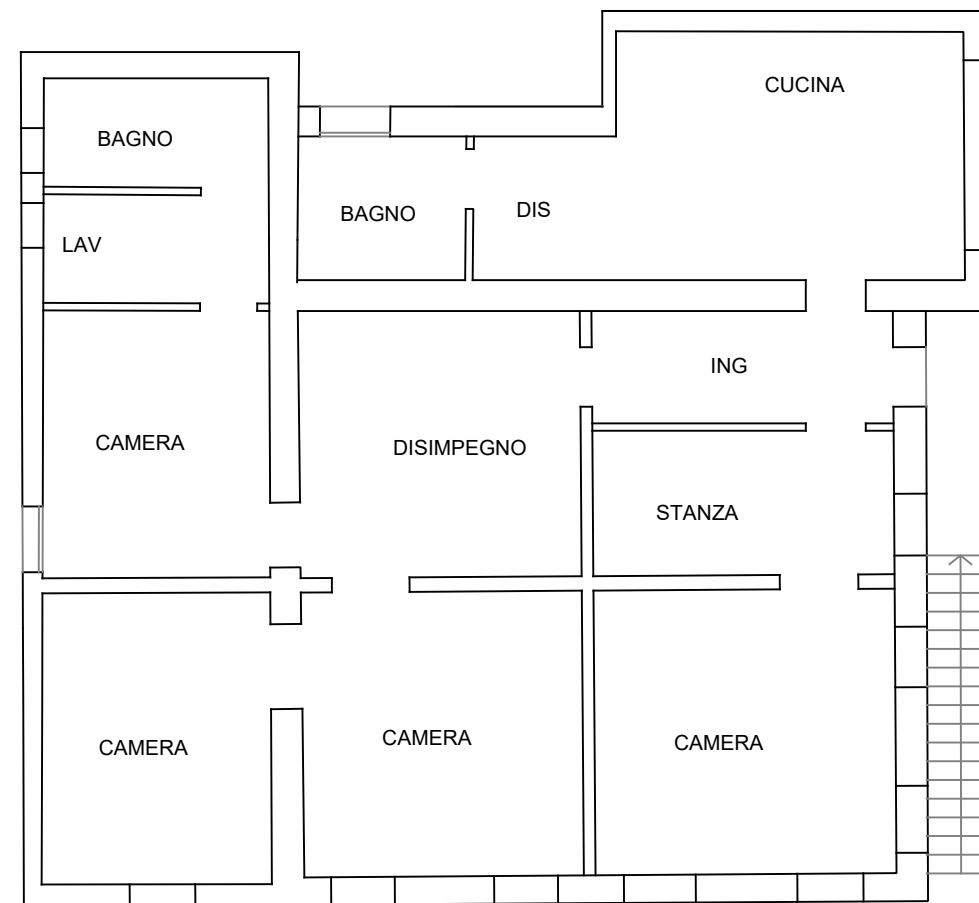 CUCINA
BAGNO
BAGNO
DIS
LAV
ING
CAMERA
DISIMPEGNO
STANZA
CAMERA
CAMERA
CAMERA